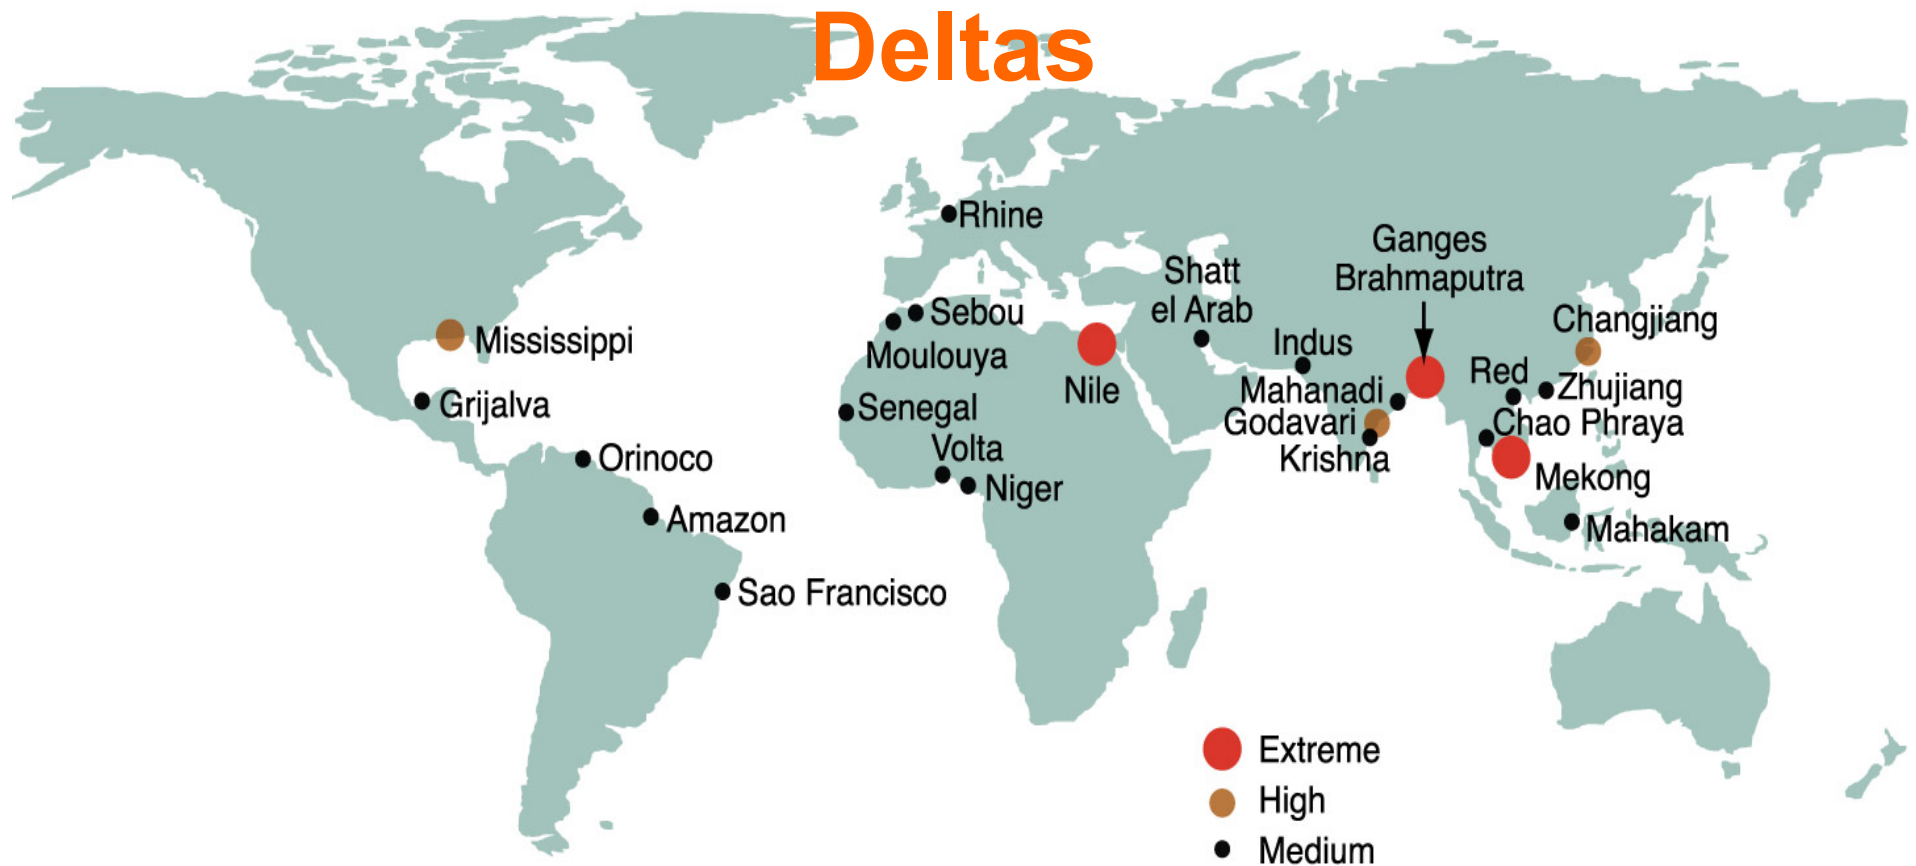 Deltas
Rhine
Ganges
Brahmaputra
Shatt
el Arab
Sebou
Moulouya
Changjiang
Mississippi
Indus
Red
Nile
Mahanadi
Zhujiang
Grijalva
Senegal
Godavari
Chao Phraya
Volta
Krishna
Orinoco
Niger
Mekong
Amazon
Mahakam
Sao Francisco
Extreme
High
Medium